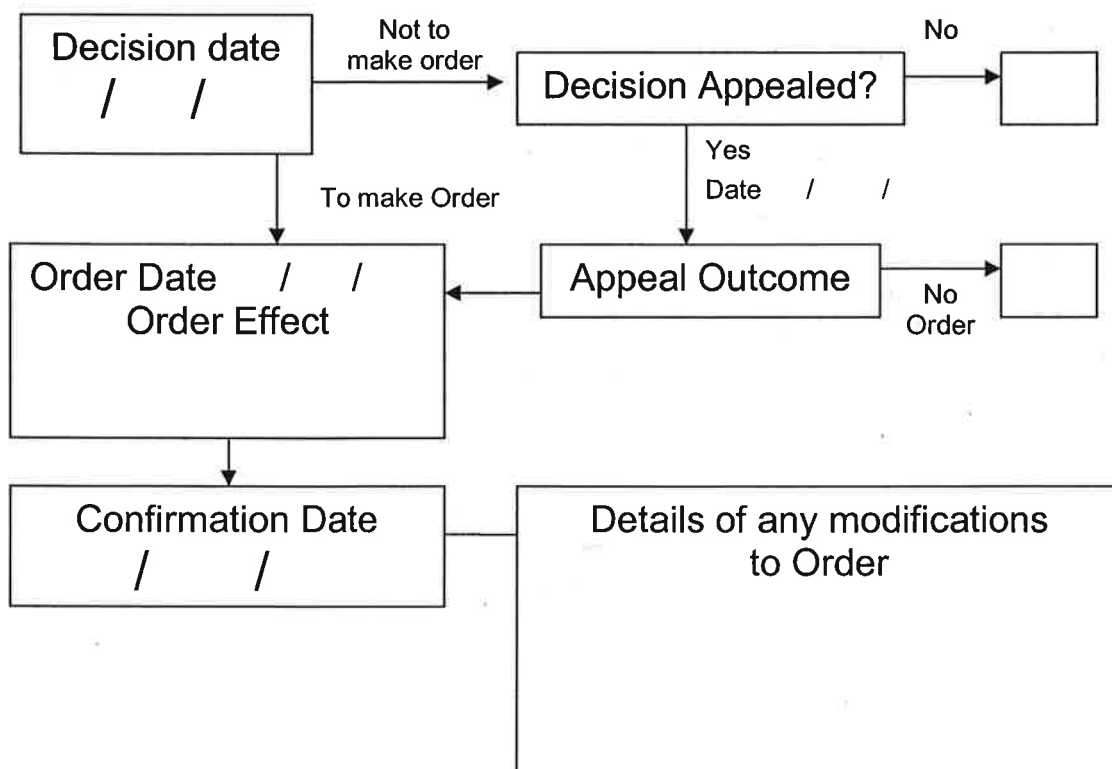 Decision date
/ /
Not to
make order
Decision Appealed?
No
Yes
Date / /
To make Order
Order Date / /
Order Effect
Appeal Outcome
No
Order
Confirmation Date
/ /
Details of any modifications
to Order